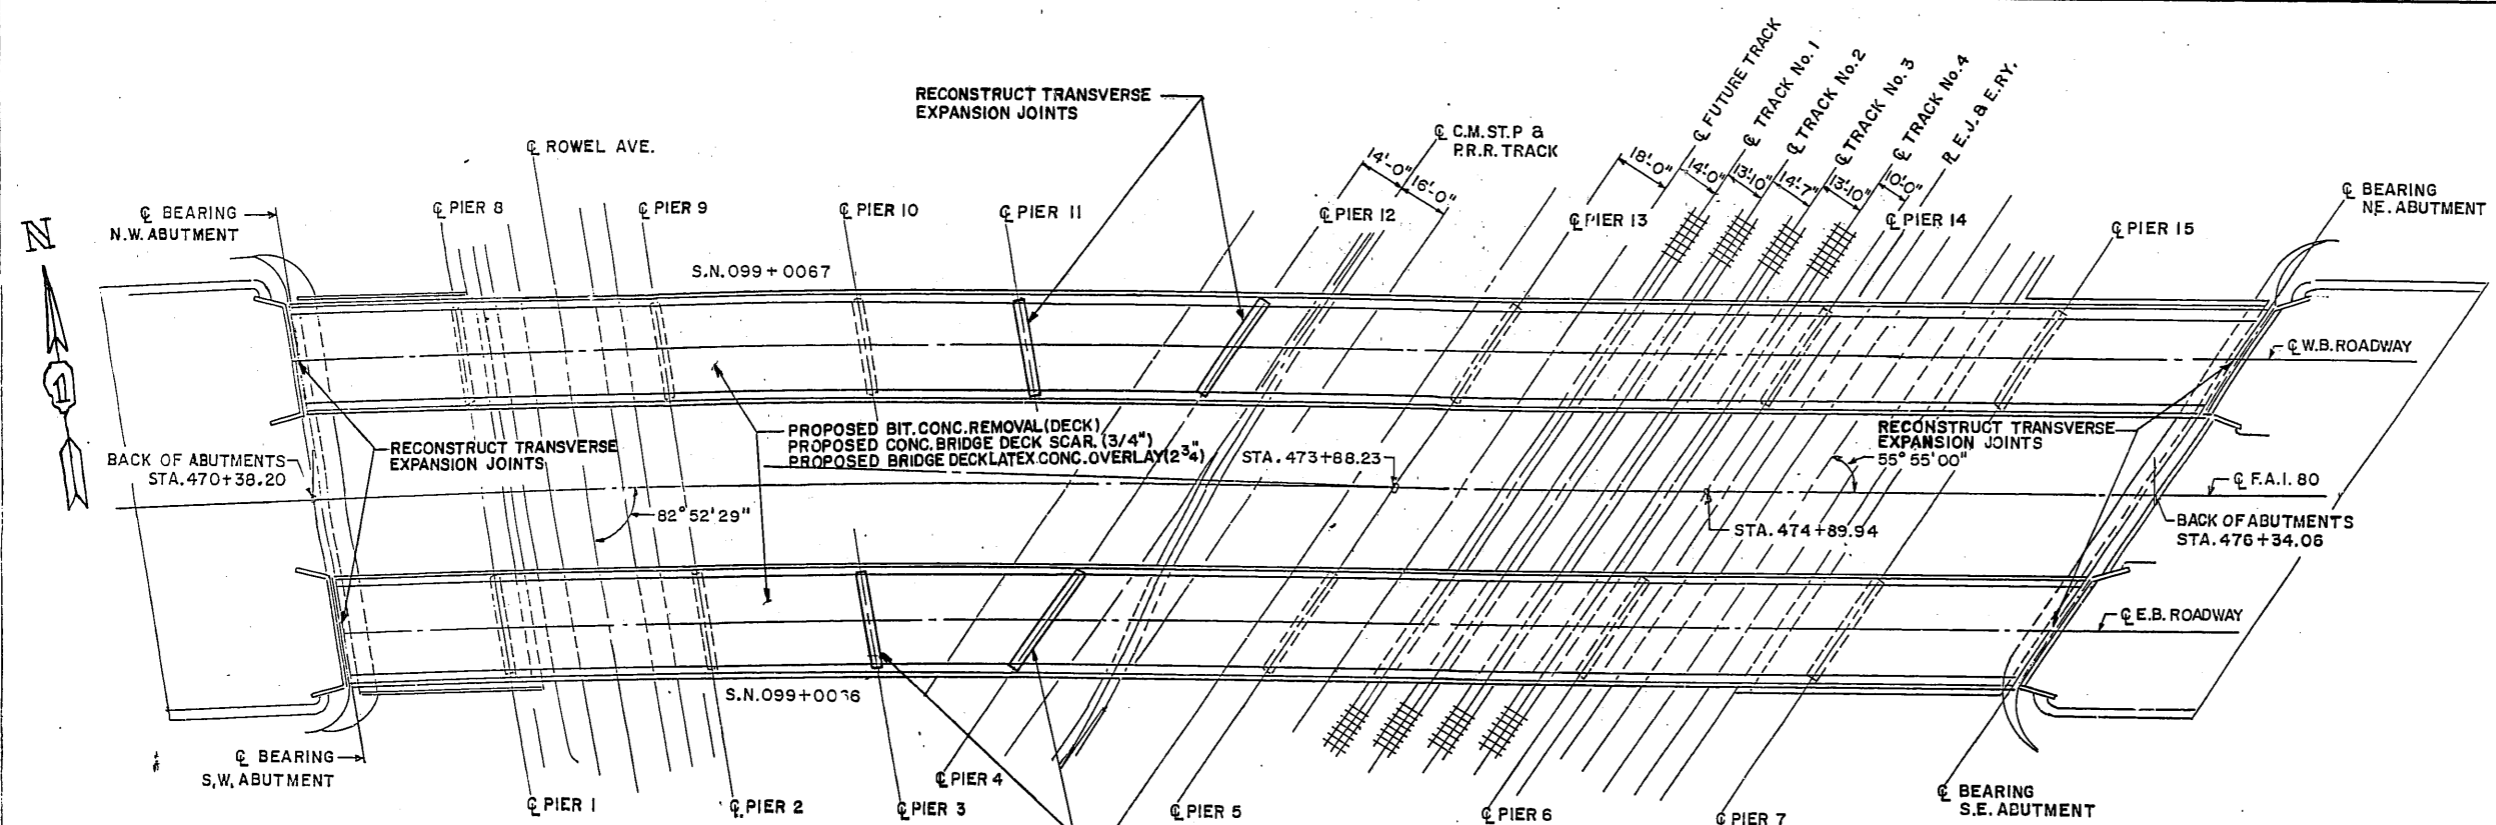 RECONSTRUCT TRANSVERSE
EXPANSION JOINTS
℄ ROWEL AVE.
℄ C.M.ST.P &
P.R.R. TRACK
14'-0"
16'-0"
18'-0"
14'-0"
13'-10"
14'-7"
13'-10"
10'-0"
℄ FUTURE TRACK
℄ TRACK No. 1
℄ TRACK No. 2
℄ TRACK No. 3
℄ TRACK No. 4
℄ E.J. & E.RY.
℄ BEARING
N.W. ABUTMENT
℄ PIER 8
℄ PIER 9
℄ PIER 10
℄ PIER 11
℄ PIER 12
℄ PIER 13
℄ PIER 14
℄ PIER 15
℄ BEARING
N.E. ABUTMENT
N
1
S.N. 099+0067
℄ W.B. ROADWAY
PROPOSED BIT. CONC. REMOVAL (DECK)
PROPOSED CONC. BRIDGE DECK SCAR. (3/4")
PROPOSED BRIDGE DECK LATEX CONC. OVERLAY (2 3/4")
RECONSTRUCT TRANSVERSE
EXPANSION JOINTS
RECONSTRUCT TRANSVERSE
EXPANSION JOINTS
BACK OF ABUTMENTS
STA. 470+38.20
STA. 473+88.23
55° 55' 00"
℄ F.A.I. 80
82° 52' 29"
STA. 474+89.94
BACK OF ABUTMENTS
STA. 476+34.06
℄ E.B. ROADWAY
S.N. 099+00
℄ BEARING
S.W. ABUTMENT
℄ PIER 1
℄ PIER 2
℄ PIER 3
℄ PIER 4
℄ PIER 5
℄ PIER 6
℄ PIER 7
℄ BEARING
S.E. ABUTMENT